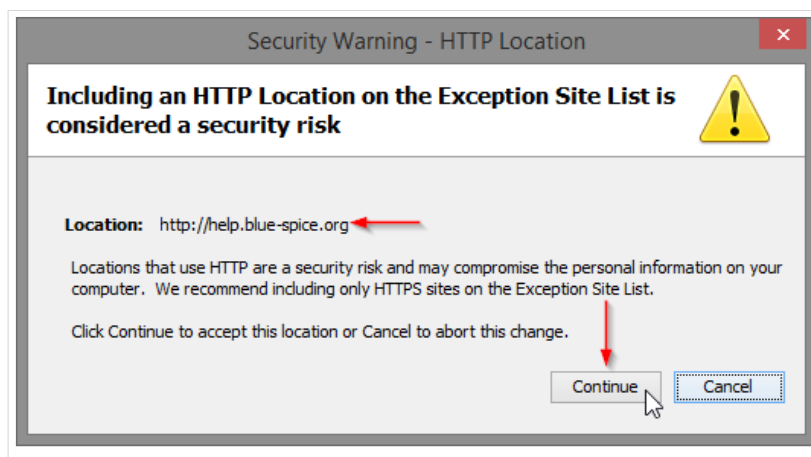 Security Warning - HTTP Location
Including an HTTP Location on the Exception Site List is
considered a security risk
Location: http://help.blue-spice.org
Locations that use HTTP are a security risk and may compromise the personal information on your
computer. We recommend including only HTTPS sites on the Exception Site List.
Click Continue to accept this location or Cancel to abort this change.
Continue Cancel